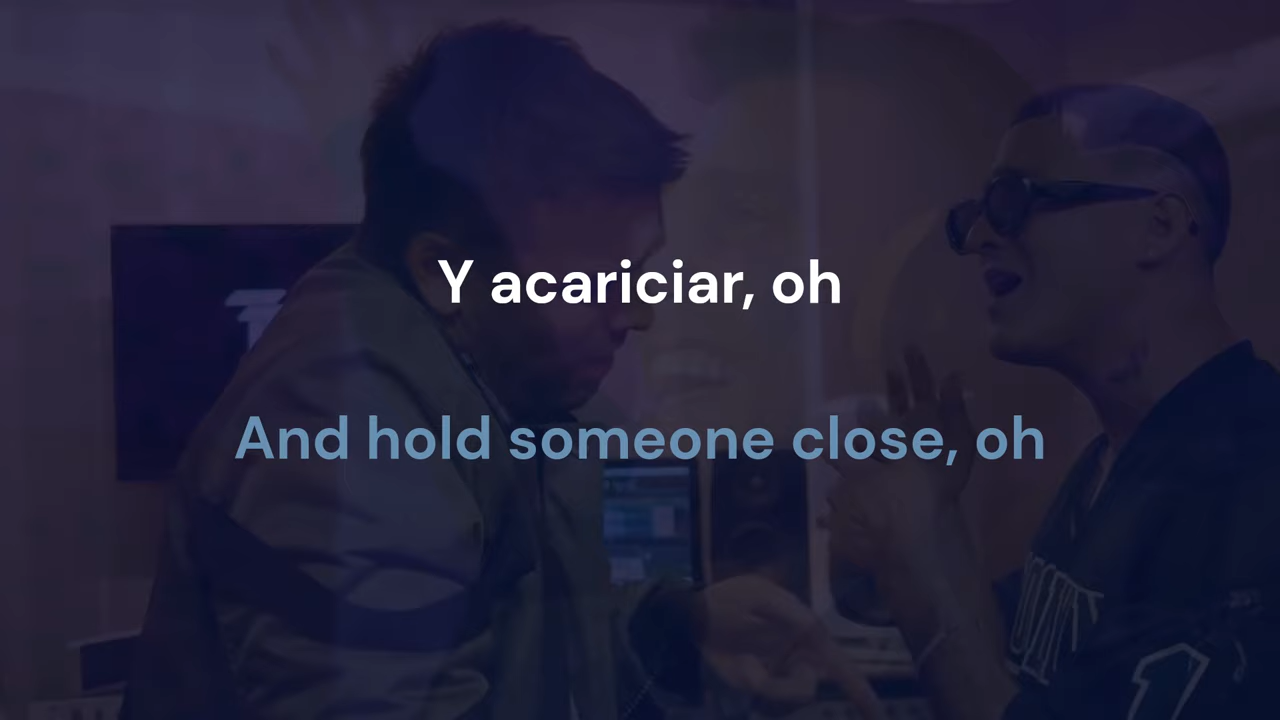 Y acariciar, oh
And hold someone close, oh